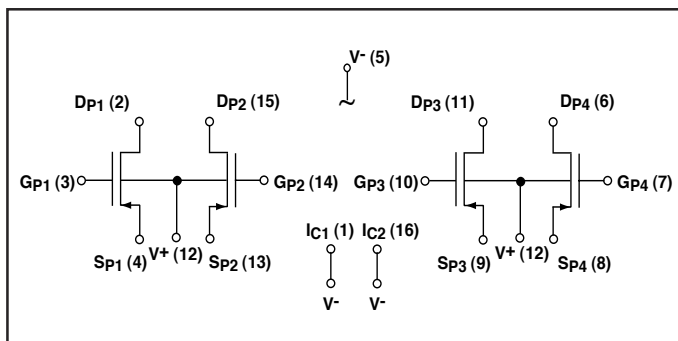 V- (5)
DP1 (2) DP2 (15) DP3 (11) DP4 (6)
GP1 (3) GP2 (14) GP3 (10) GP4 (7)
IC1 (1) IC2 (16)
SP1 (4) V+ (12) SP2 (13) SP3 (9) V+ (12) SP4 (8)
V- V-